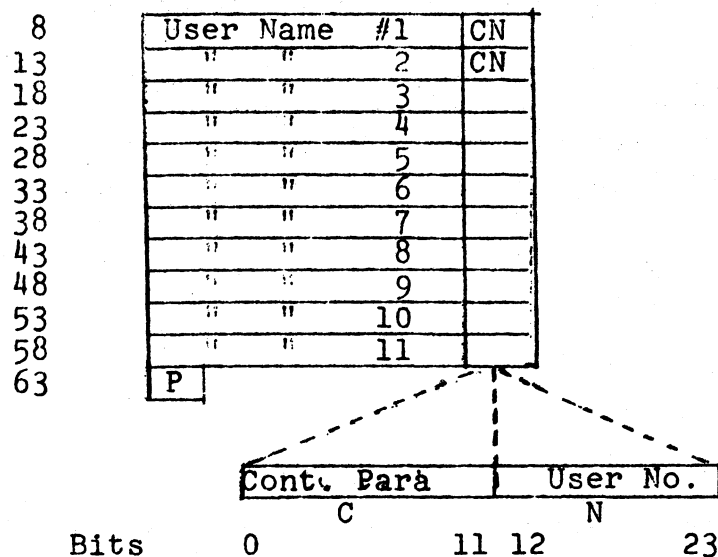 8 User Name #1 CN
13 " " 2 CN
18 " " 3
23 " " 4
28 " " 5
33 " " 6
38 " " 7
43 " " 8
48 " " 9
53 " " 10
58 " " 11
63 P
Cont. Para User No.
C N
Bits 0 11 12 23